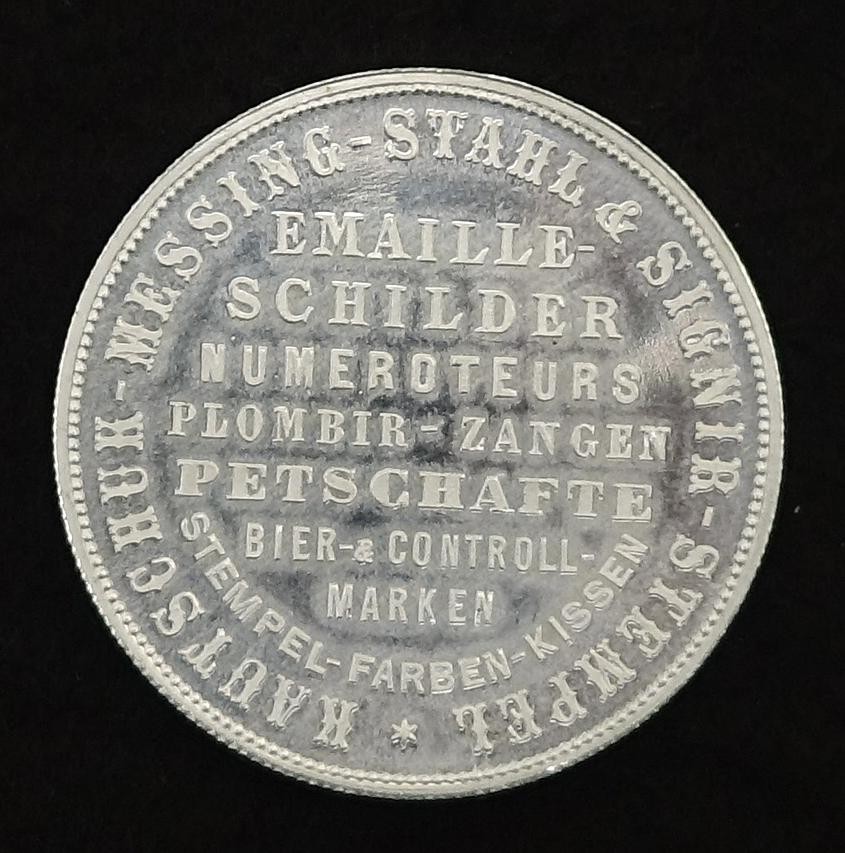 KAUTSCHUK-MESSING-STAHL & SIGNIR-STEMPEL *
EMAILLE-
SCHILDER
NUMEROTEURS
PLOMBIR-ZANGEN
PETSCHAFTE
BIER-& CONTROLL-
MARKEN
STEMPEL-FARBEN-KISSEN